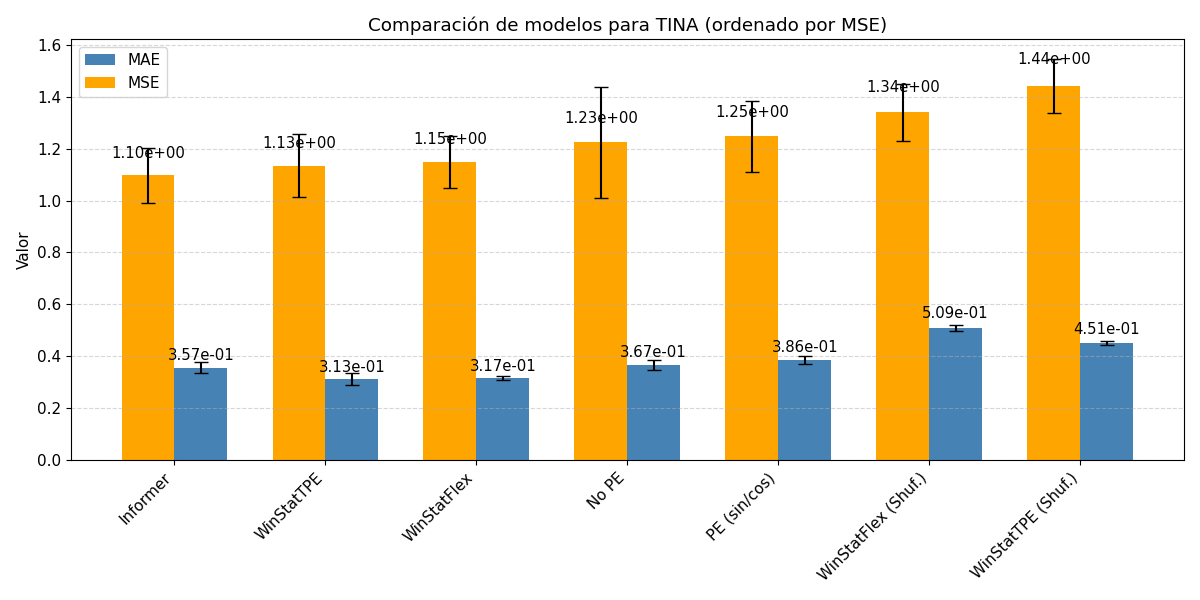 Comparación de modelos para TINA (ordenado por MSE)
MAE
MSE
Valor
1.6
1.4
1.2
1.0
0.8
0.6
0.4
0.2
0.0
1.10e+00
1.13e+00
1.15e+00
1.23e+00
1.25e+00
1.34e+00
1.44e+00
3.57e-01
3.13e-01
3.17e-01
3.67e-01
3.86e-01
5.09e-01
4.51e-01
Informer
WinStatTPE
WinStatFlex
No PE
PE (sin/cos)
WinStatFlex (Shuf.)
WinStatTPE (Shuf.)